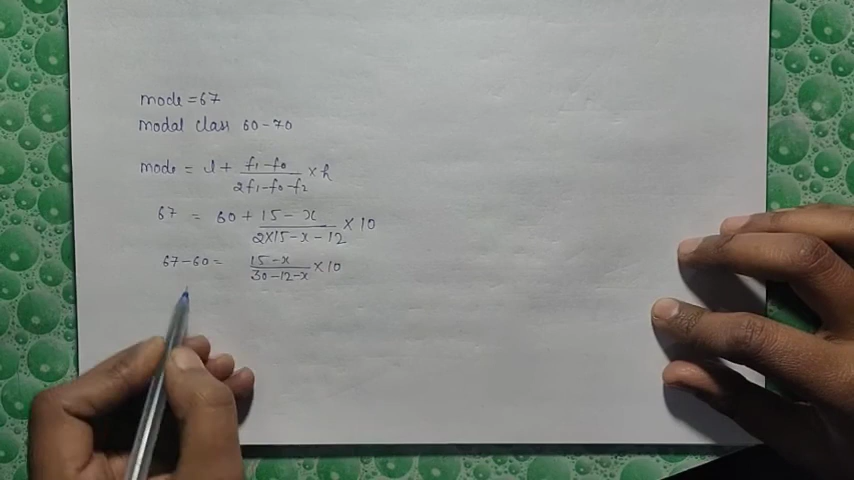 mode = 67
modal class 60-70
mode = l + f₁-f₀ / 2f₁-f₀-f₂ × h
67 = 60 + 15-x / 2×15-x-12 × 10
67-60 = 15-x / 30-12-x × 10